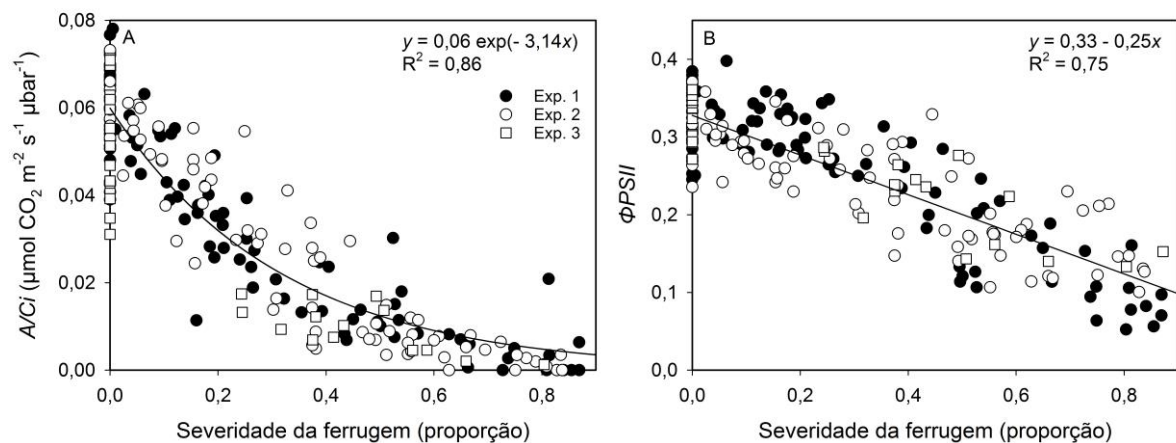 A
y = 0,06 exp(- 3,14x)
R² = 0,86
Exp. 1
Exp. 2
Exp. 3
0,08
0,06
0,04
0,02
0,00
0,0 0,2 0,4 0,6 0,8
A/Ci (µmol CO₂ m⁻² s⁻¹ µbar⁻¹)
Severidade da ferrugem (proporção)
B
y = 0,33 - 0,25x
R² = 0,75
0,4
0,3
0,2
0,1
0,0
0,0 0,2 0,4 0,6 0,8
ΦPSII
Severidade da ferrugem (proporção)